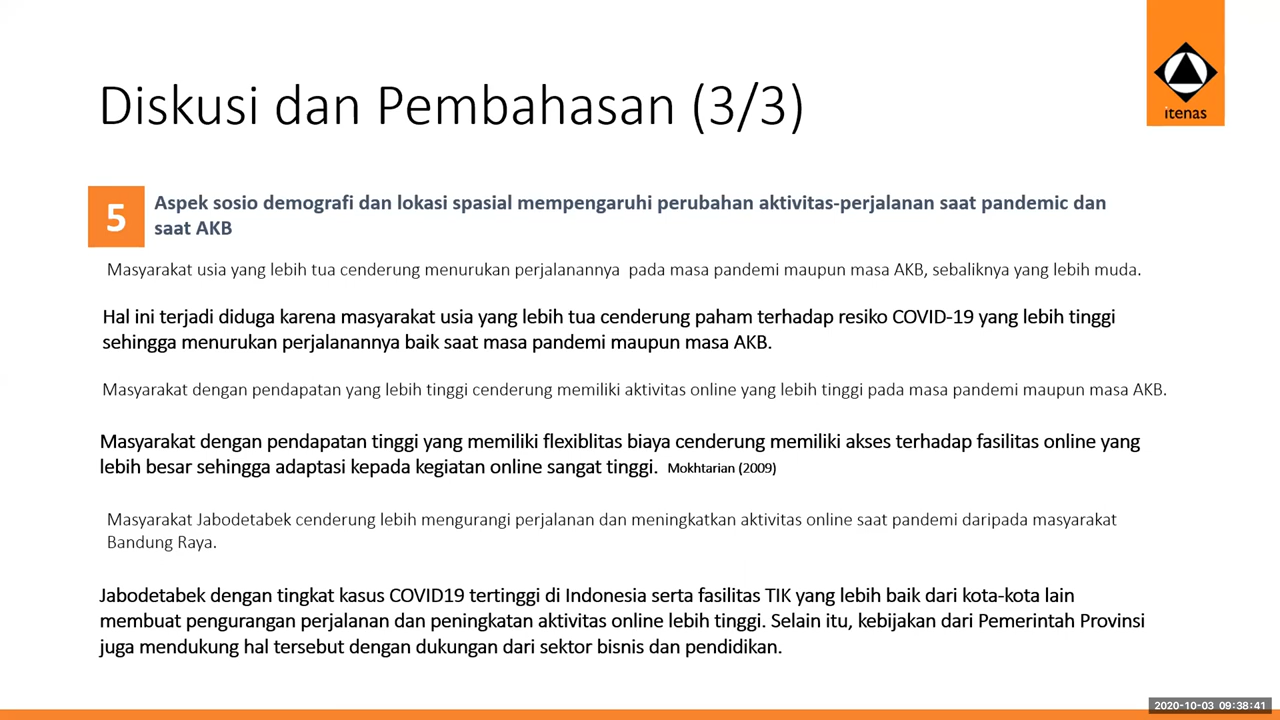 Diskusi dan Pembahasan (3/3)
itenas
5
Aspek sosio demografi dan lokasi spasial mempengaruhi perubahan aktivitas-perjalanan saat pandemic dan
saat AKB
Masyarakat usia yang lebih tua cenderung menurukan perjalanannya pada masa pandemi maupun masa AKB, sebaliknya yang lebih muda.
Hal ini terjadi diduga karena masyarakat usia yang lebih tua cenderung paham terhadap resiko COVID-19 yang lebih tinggi
sehingga menurukan perjalanannya baik saat masa pandemi maupun masa AKB.
Masyarakat dengan pendapatan yang lebih tinggi cenderung memiliki aktivitas online yang lebih tinggi pada masa pandemi maupun masa AKB.
Masyarakat dengan pendapatan tinggi yang memiliki flexiblitas biaya cenderung memiliki akses terhadap fasilitas online yang
lebih besar sehingga adaptasi kepada kegiatan online sangat tinggi. Mokhtarian (2009)
Masyarakat Jabodetabek cenderung lebih mengurangi perjalanan dan meningkatkan aktivitas online saat pandemi daripada masyarakat
Bandung Raya.
Jabodetabek dengan tingkat kasus COVID19 tertinggi di Indonesia serta fasilitas TIK yang lebih baik dari kota-kota lain
membuat pengurangan perjalanan dan peningkatan aktivitas online lebih tinggi. Selain itu, kebijakan dari Pemerintah Provinsi
juga mendukung hal tersebut dengan dukungan dari sektor bisnis dan pendidikan.
2020-10-03 09:38:41